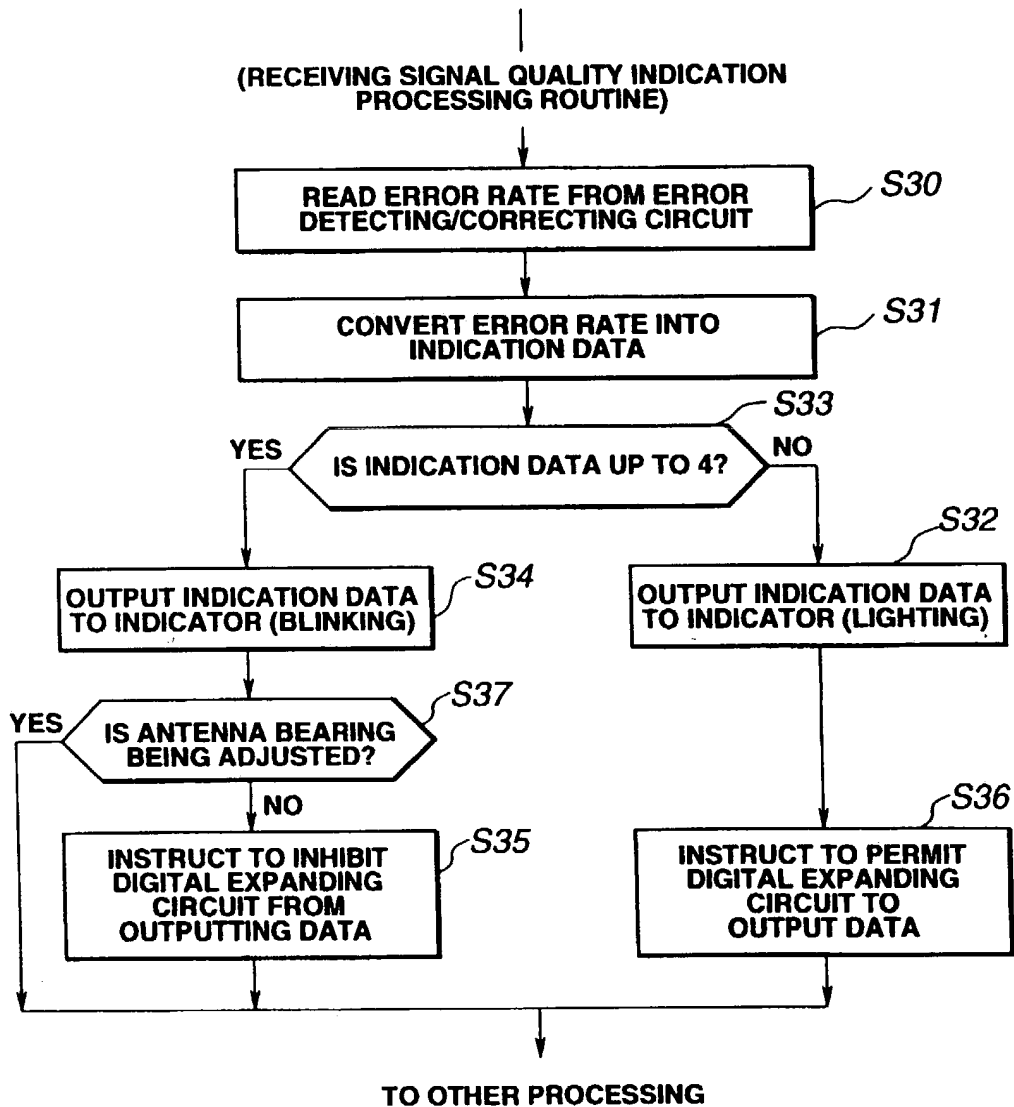 (RECEIVING SIGNAL QUALITY INDICATION
PROCESSING ROUTINE)
READ ERROR RATE FROM ERROR
DETECTING/CORRECTING CIRCUIT
S30
CONVERT ERROR RATE INTO
INDICATION DATA
S31
S33
YES
IS INDICATION DATA UP TO 4?
NO
S34
OUTPUT INDICATION DATA
TO INDICATOR (BLINKING)
S32
OUTPUT INDICATION DATA
TO INDICATOR (LIGHTING)
S37
YES
IS ANTENNA BEARING
BEING ADJUSTED?
NO
S35
INSTRUCT TO INHIBIT
DIGITAL EXPANDING
CIRCUIT FROM
OUTPUTTING DATA
S36
INSTRUCT TO PERMIT
DIGITAL EXPANDING
CIRCUIT TO
OUTPUT DATA
TO OTHER PROCESSING